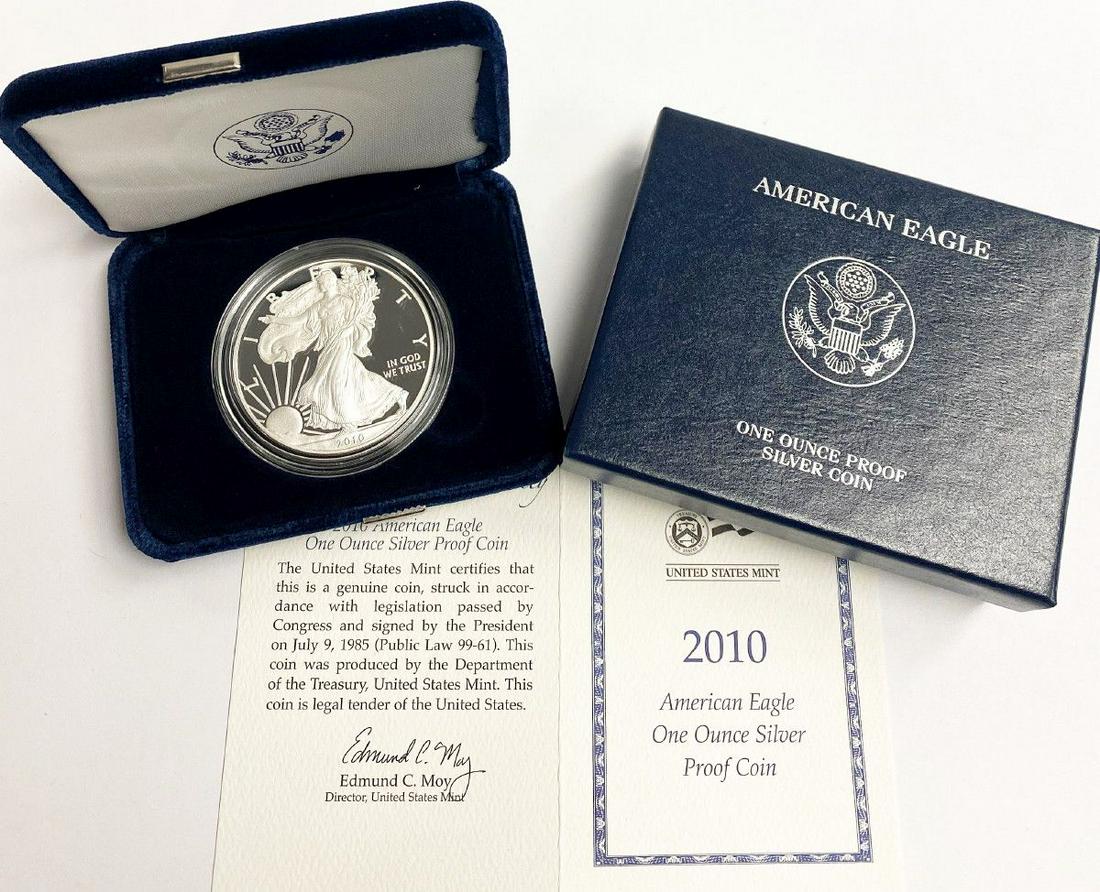 LIBERTY
IN GOD
WE TRUST
2010
AMERICAN EAGLE
ONE OUNCE PROOF
SILVER COIN
2010 American Eagle
One Ounce Silver Proof Coin
The United States Mint certifies that
this is a genuine coin, struck in accor-
dance with legislation passed by
Congress and signed by the President
on July 9, 1985 (Public Law 99-61). This
coin was produced by the Department
of the Treasury, United States Mint. This
coin is legal tender of the United States.
Edmund C. Moy
Edmund C. Moy
Director, United States Mint
UNITED STATES MINT
2010
American Eagle
One Ounce Silver
Proof Coin